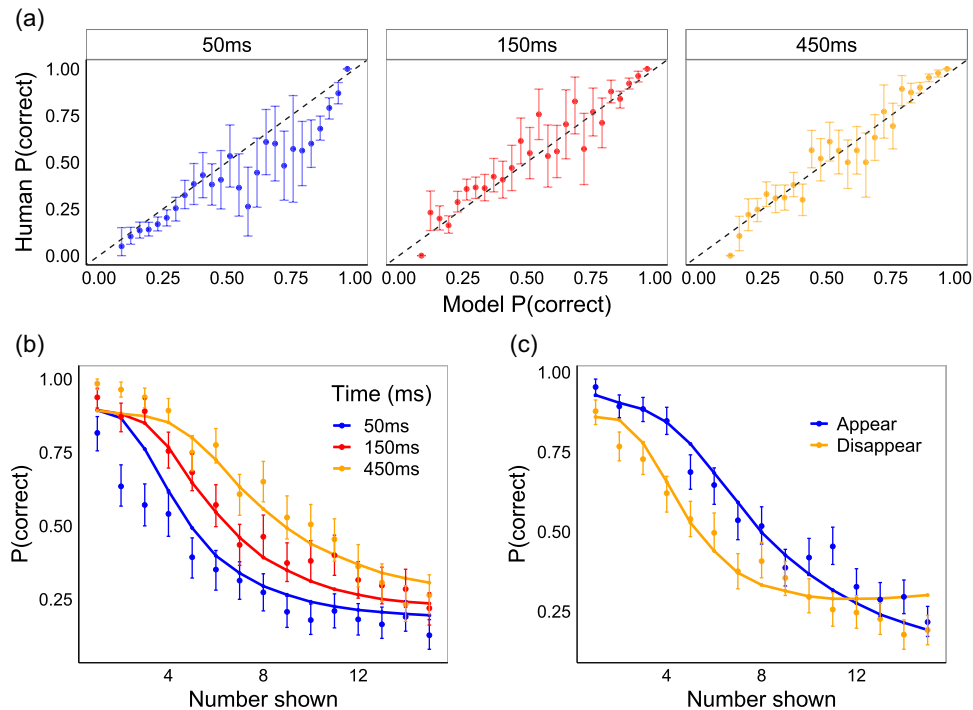 (a)
50ms 150ms 450ms
Human P(correct)
1.00
0.75
0.50
0.25
0.00
0.00 0.25 0.50 0.75 1.00 0.00 0.25 0.50 0.75 1.00 0.00 0.25 0.50 0.75 1.00
Model P(correct)
(b)
P(correct)
1.00
0.75
0.50
0.25
Time (ms)
50ms
150ms
450ms
4 8 12
Number shown
(c)
P(correct)
1.00
0.75
0.50
0.25
Appear
Disappear
4 8 12
Number shown